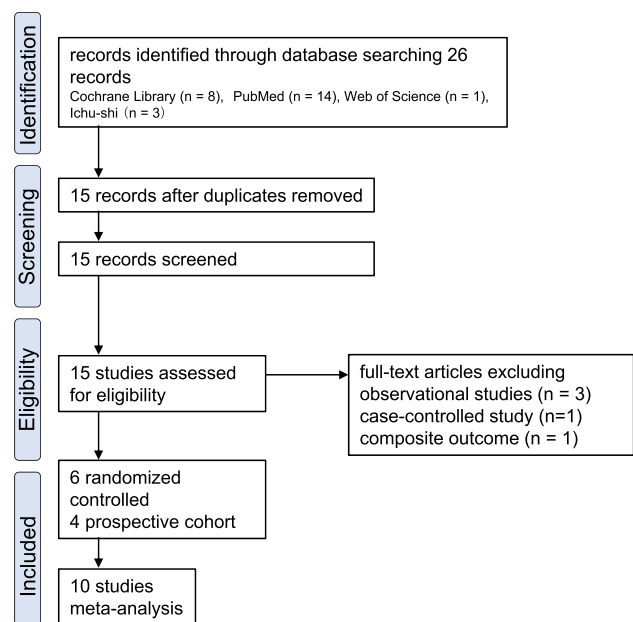 Identification
records identified through database searching 26
records
Cochrane Library (n = 8), PubMed (n = 14), Web of Science (n = 1),
Ichu-shi (n = 3)
Screening
15 records after duplicates removed
15 records screened
Eligibility
15 studies assessed
for eligibility
full-text articles excluding
observational studies (n = 3)
case-controlled study (n=1)
composite outcome (n = 1)
Included
6 randomized
controlled
4 prospective cohort
10 studies
meta-analysis